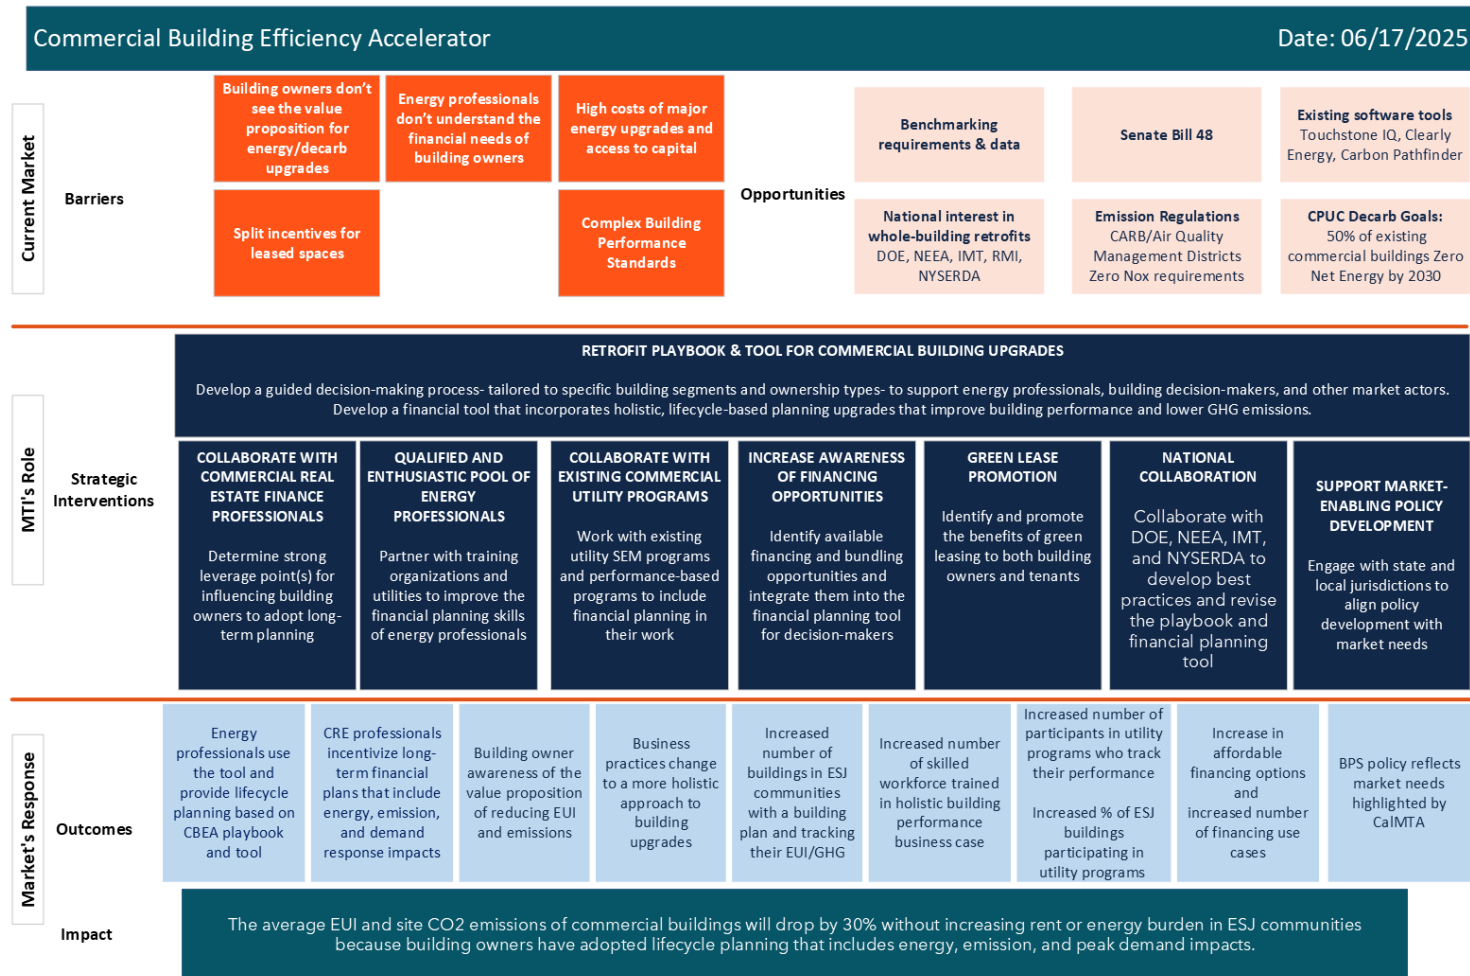 Commercial Building Efficiency Accelerator
Date: 06/17/2025
Current Market
Barriers
Building owners don't
see the value
proposition for
energy/decarb
upgrades
Energy professionals
don't understand the
financial needs of
building owners
High costs of major
energy upgrades and
access to capital
Split incentives for
leased spaces
Complex Building
Performance
Standards
Opportunities
Benchmarking
requirements & data
Senate Bill 48
Existing software tools
Touchstone IQ, Clearly
Energy, Carbon Pathfinder
National interest in
whole-building retrofits
DOE, NEEA, IMT, RMI,
NYSERDA
Emission Regulations
CARB/Air Quality
Management Districts
Zero Nox requirements
CPUC Decarb Goals:
50% of existing
commercial buildings Zero
Net Energy by 2030
MTI's Role
Strategic
Interventions
RETROFIT PLAYBOOK & TOOL FOR COMMERCIAL BUILDING UPGRADES
Develop a guided decision-making process- tailored to specific building segments and ownership types- to support energy professionals, building decision-makers, and other market actors.
Develop a financial tool that incorporates holistic, lifecycle-based planning upgrades that improve building performance and lower GHG emissions.
COLLABORATE WITH
COMMERCIAL REAL
ESTATE FINANCE
PROFESSIONALS
Determine strong
leverage point(s) for
influencing building
owners to adopt long-
term planning
QUALIFIED AND
ENTHUSIASTIC POOL OF
ENERGY
PROFESSIONALS
Partner with training
organizations and
utilities to improve the
financial planning skills
of energy professionals
COLLABORATE WITH
EXISTING COMMERCIAL
UTILITY PROGRAMS
Work with existing
utility SEM programs
and performance-based
programs to include
financial planning in
their work
INCREASE AWARENESS
OF FINANCING
OPPORTUNITIES
Identify available
financing and bundling
opportunities and
integrate them into the
financial planning tool
for decision-makers
GREEN LEASE
PROMOTION
Identify and promote
the benefits of green
leasing to both building
owners and tenants
NATIONAL
COLLABORATION
Collaborate with
DOE, NEEA, IMT,
and NYSERDA to
develop best
practices and revise
the playbook and
financial planning
tool
SUPPORT MARKET-
ENABLING POLICY
DEVELOPMENT
Engage with state and
local jurisdictions to
align policy
development with
market needs
Market's Response
Outcomes
Energy
professionals use
the tool and
provide lifecycle
planning based on
CBEA playbook
and tool
CRE professionals
incentivize long-
term financial
plans that include
energy, emission,
and demand
response impacts
Building owner
awareness of the
value proposition
of reducing EUI
and emissions
Business
practices change
to a more holistic
approach to
building
upgrades
Increased
number of
buildings in ESJ
communities
with a building
plan and tracking
their EUI/GHG
Increased number
of skilled
workforce trained
in holistic building
performance
business case
Increased number of
participants in utility
programs who track
their performance
Increased % of ESJ
buildings
participating in
utility programs
Increase in
affordable
financing options
and
increased number
of financing use
cases
BPS policy reflects
market needs
highlighted by
CalMTA
Impact
The average EUI and site CO2 emissions of commercial buildings will drop by 30% without increasing rent or energy burden in ESJ communities
because building owners have adopted lifecycle planning that includes energy, emission, and peak demand impacts.